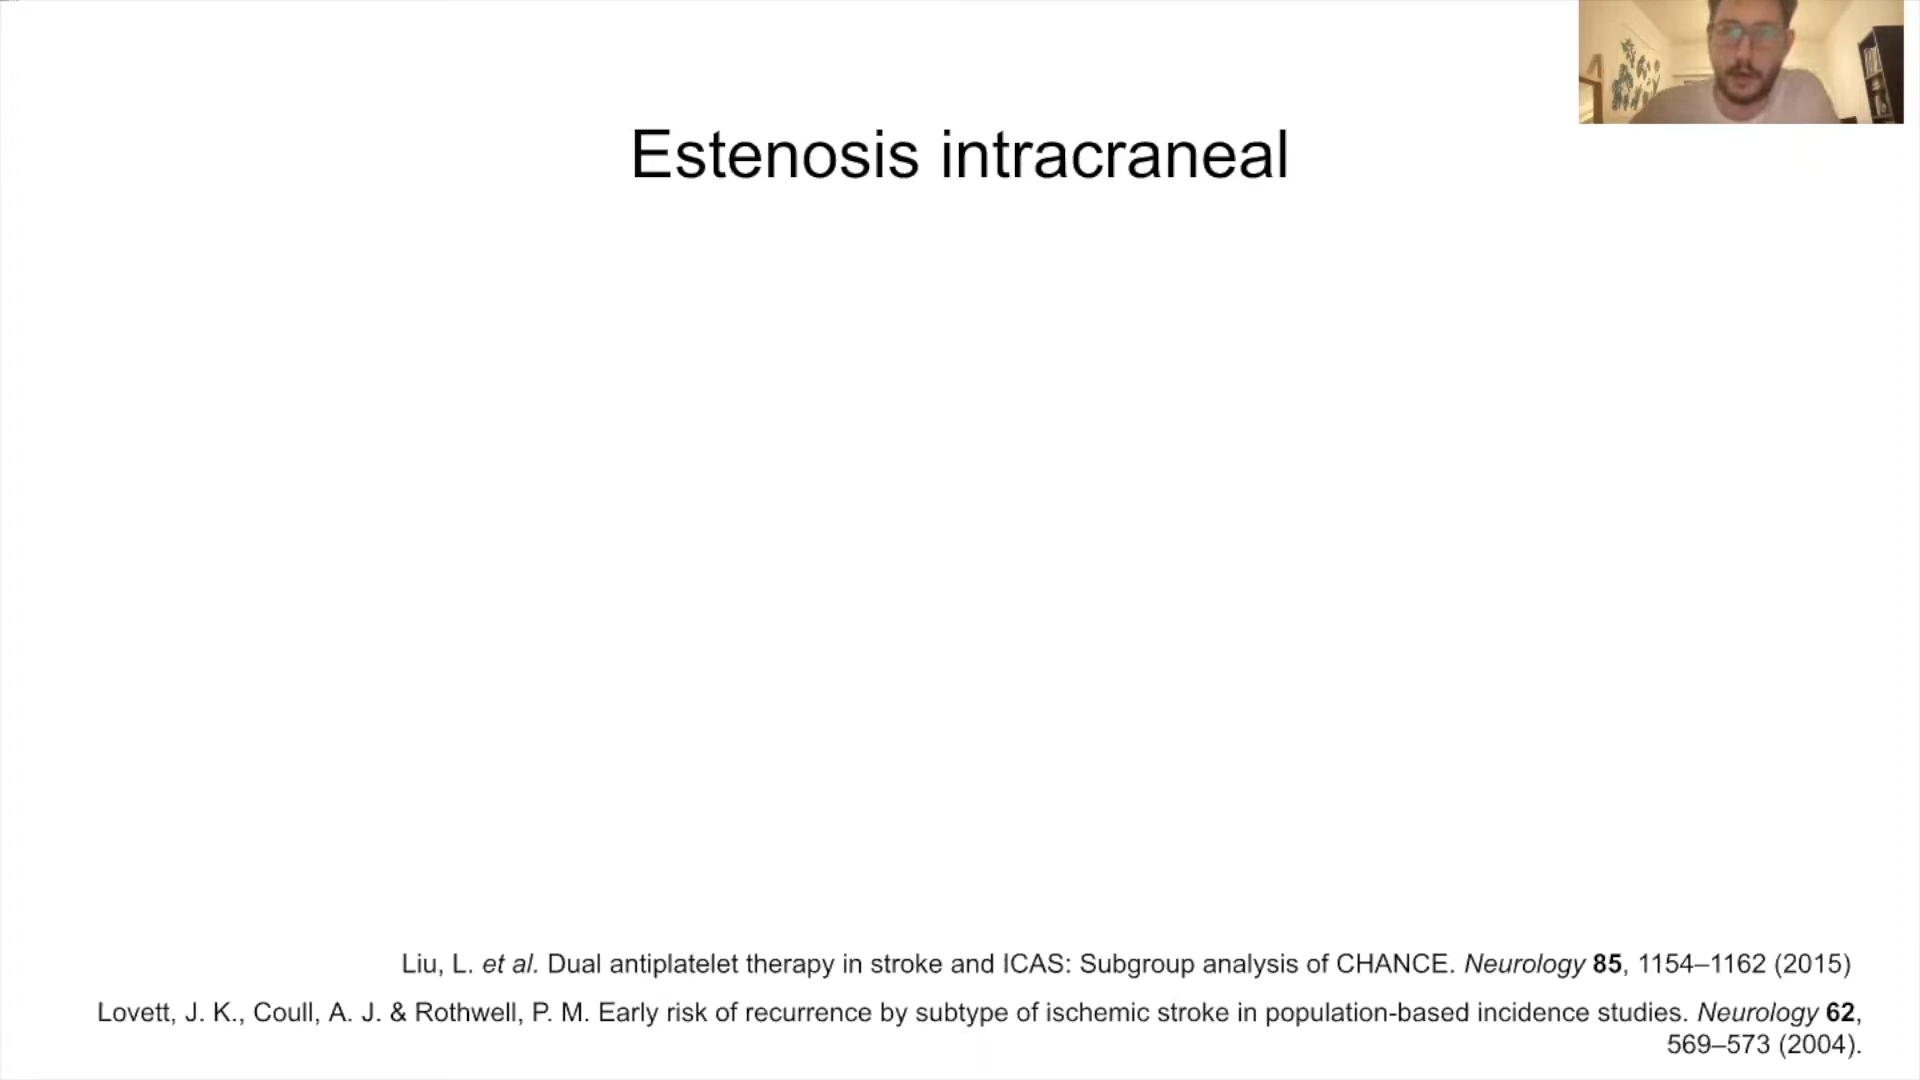 Estenosis intracraneal
Liu, L. et al. Dual antiplatelet therapy in stroke and ICAS: Subgroup analysis of CHANCE. Neurology 85, 1154–1162 (2015)
Lovett, J. K., Coull, A. J. & Rothwell, P. M. Early risk of recurrence by subtype of ischemic stroke in population-based incidence studies. Neurology 62,
569–573 (2004).